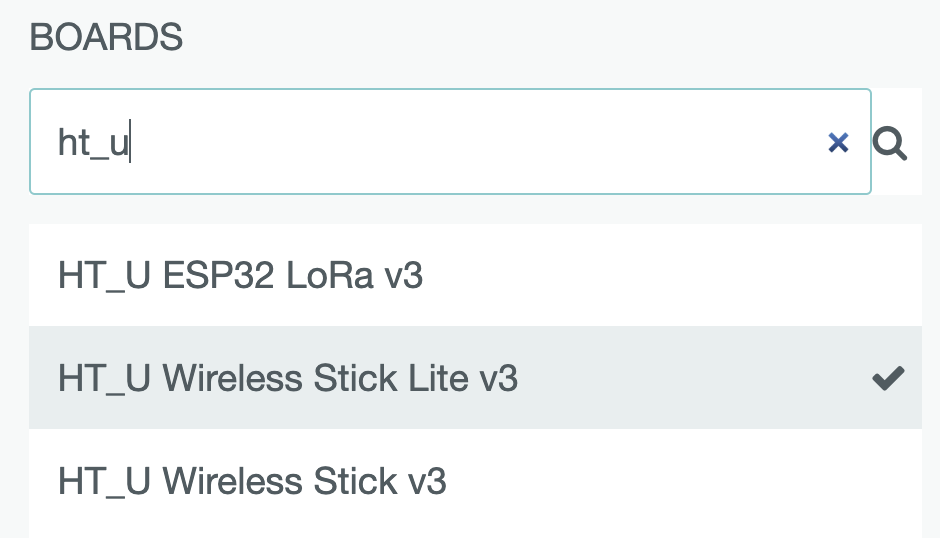 BOARDS
ht_u
HT_U ESP32 LoRa v3
HT_U Wireless Stick Lite v3
HT_U Wireless Stick v3